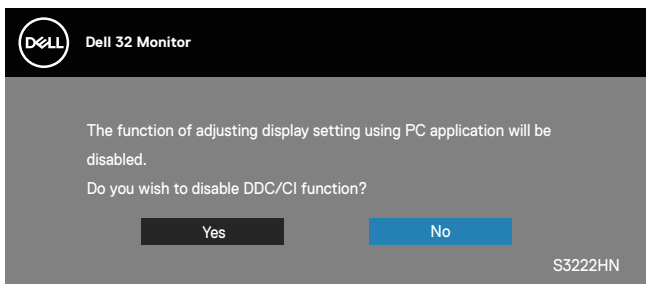 DELL
Dell 32 Monitor
The function of adjusting display setting using PC application will be
disabled.
Do you wish to disable DDC/CI function?
Yes
No
S3222HN